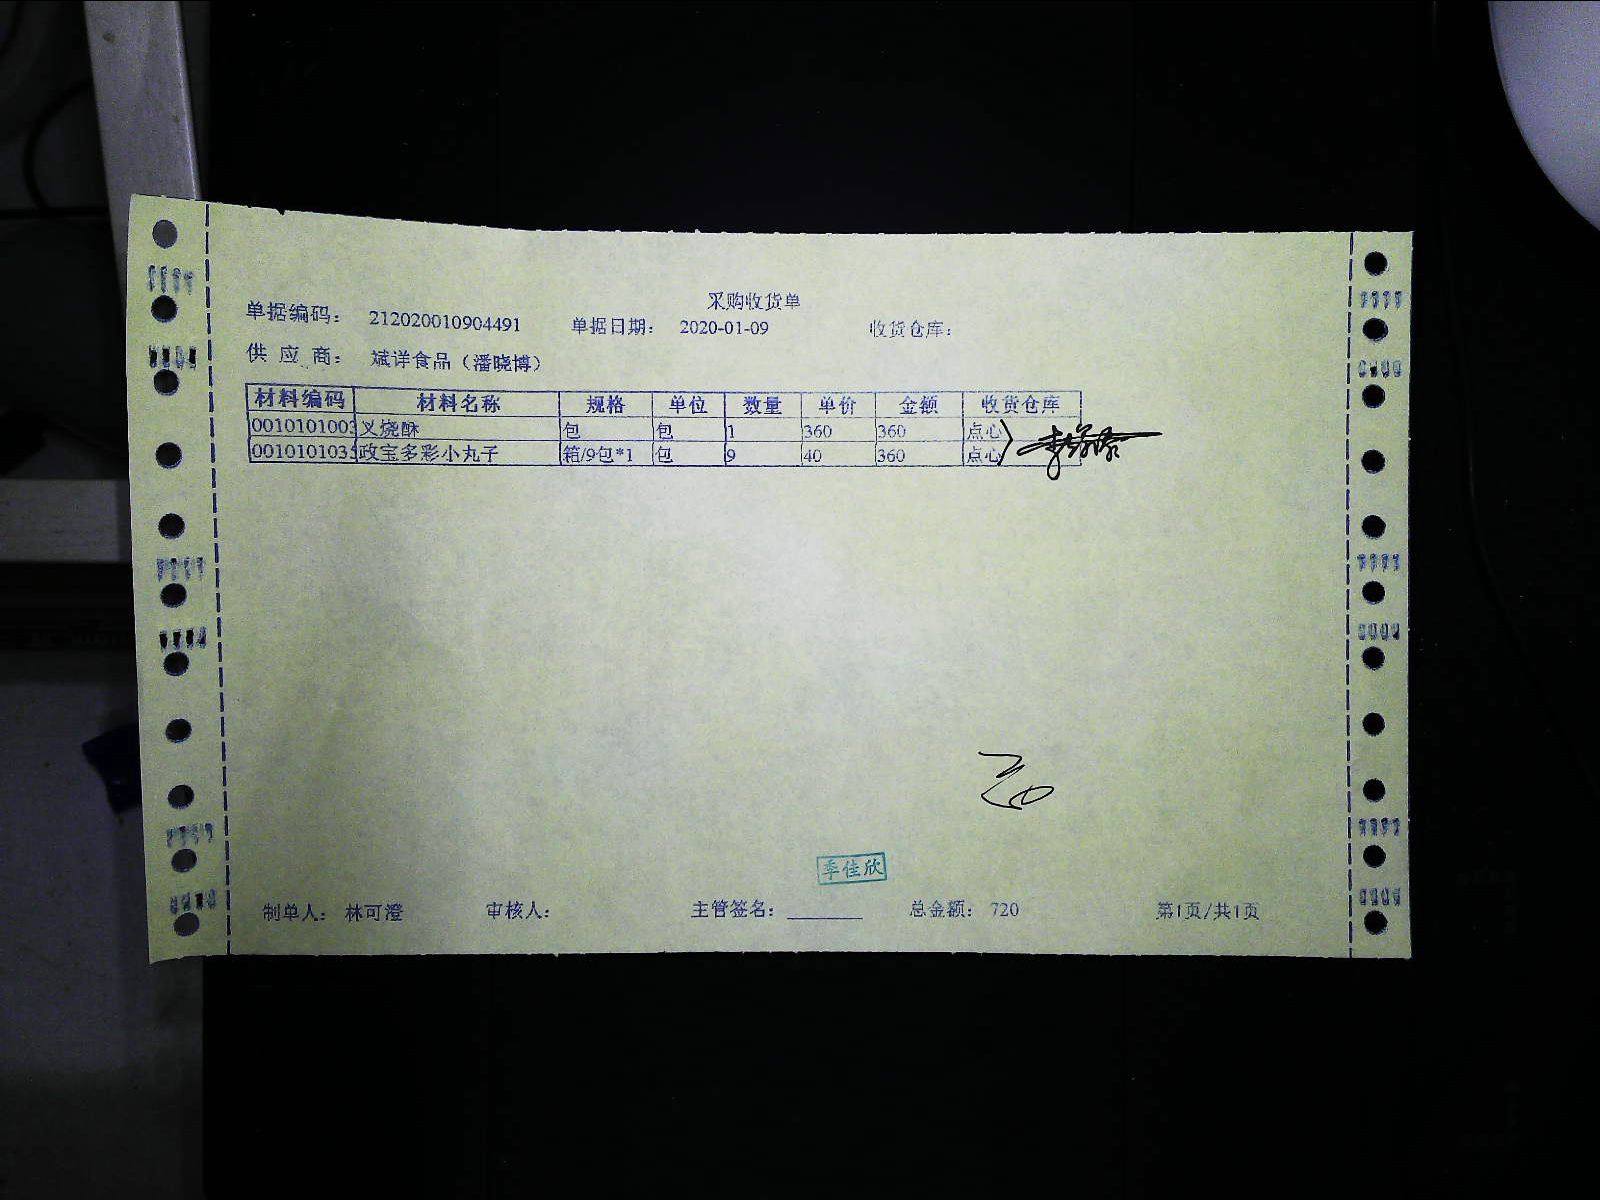 采购收货单
单据编码： 212020010904491 单据日期： 2020-01-09 收货仓库：
供 应 商： 斌详食品（潘晓博）
材料编码 材料名称 规格 单位 数量 单价 金额 收货仓库
0010101003 叉烧酥 包 包 1 360 360 点心
0010101035 政宝多彩小丸子 箱/9包*1 包 9 40 360 点心
季佳欣
制单人： 林可澄 审核人： 主管签名： 总金额： 720 第1页/共1页